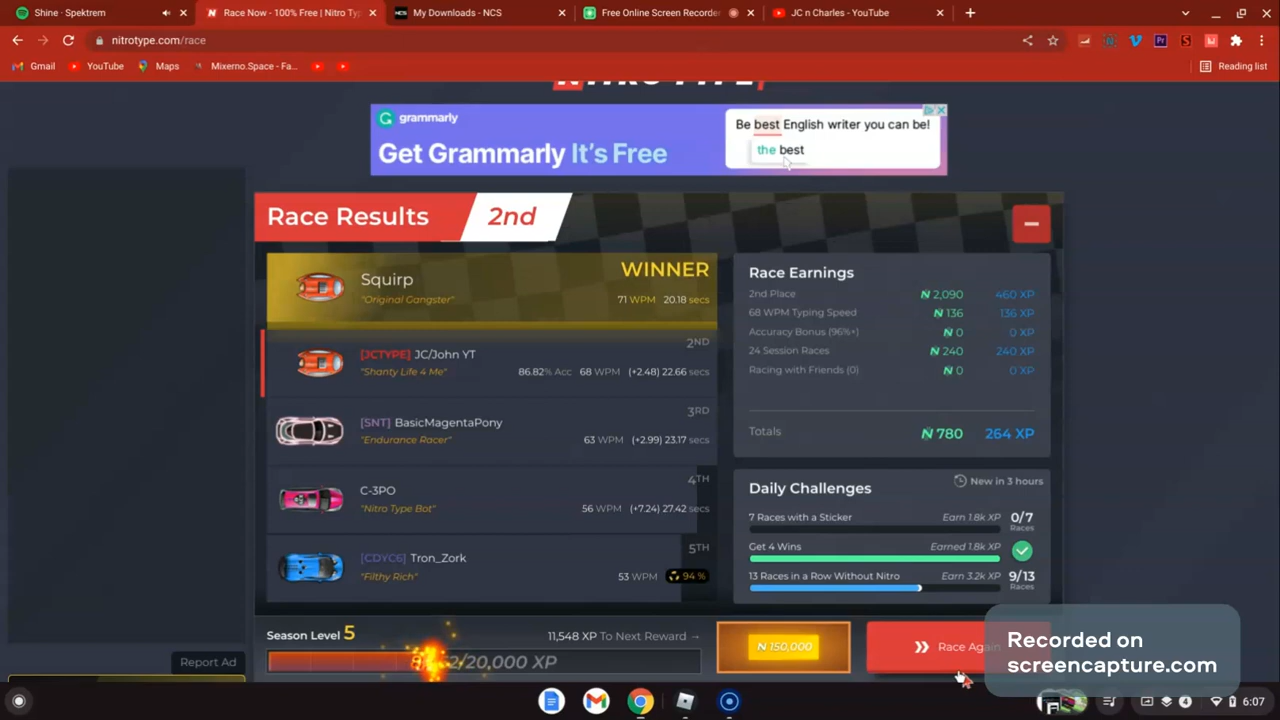 Shine · Spektrem
Race Now - 100% Free | Nitro Ty
My Downloads - NCS
Free Online Screen Recorder
JC n Charles - YouTube
nitrotype.com/race
Gmail
YouTube
Maps
Mixerno.Space - Fa...
Reading list
grammarly
Get Grammarly It's Free
Be best English writer you can be!
the best
Race Results
2nd
Squirp
"Original Gangster"
WINNER
71 WPM 20.18 secs
2ND
[JCTYPE] JC/John YT
"Shanty Life 4 Me"
86.82% Acc 68 WPM (+2.48) 22.66 secs
3RD
[SNT] BasicMagentaPony
"Endurance Racer"
63 WPM (+2.99) 23.17 secs
4TH
C-3PO
"Nitro Type Bot"
56 WPM (+7.24) 27.42 secs
5TH
[CDYC6] Tron_Zork
"Filthy Rich"
53 WPM 94 %
Race Earnings
2nd Place N 2,090 460 XP
68 WPM Typing Speed N 136 136 XP
Accuracy Bonus (96%+) N 0 0 XP
24 Session Races N 240 240 XP
Racing with Friends (0) N 0 0 XP
Totals N 780 264 XP
Daily Challenges
New in 3 hours
7 Races with a Sticker Earn 1.8k XP 0/7
Races
Get 4 Wins Earned 1.8k XP
13 Races in a Row Without Nitro Earn 3.2k XP 9/13
Races
Season Level 5
11,548 XP To Next Reward →
/20,000 XP
N 150,000
Race Again
Recorded on
screencapture.com
Report Ad
4
6:07